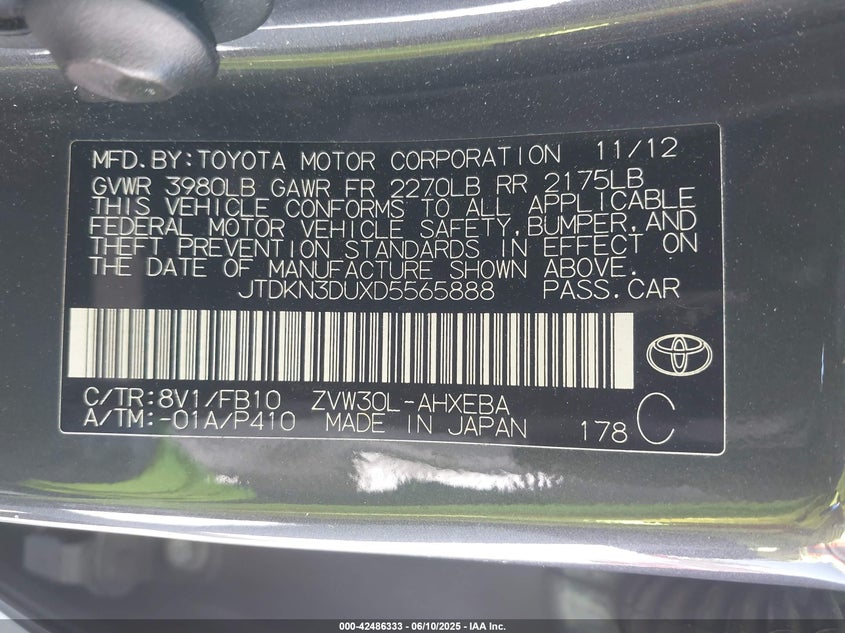 MFD. BY: TOYOTA MOTOR CORPORATION 11/12
GVWR 3980LB GAWR FR 2270LB RR 2175LB
THIS VEHICLE CONFORMS TO ALL APPLICABLE
FEDERAL MOTOR VEHICLE SAFETY, BUMPER, AND
THEFT PREVENTION STANDARDS IN EFFECT ON
THE DATE OF MANUFACTURE SHOWN ABOVE.
JTDKN3DUXD5565888 PASS. CAR
C/TR: 8V1/FB10 ZVW30L-AHXEBA
A/TM: -01A/P410 MADE IN JAPAN 178 C
000-42486333 - 06/10/2025 - IAA Inc.